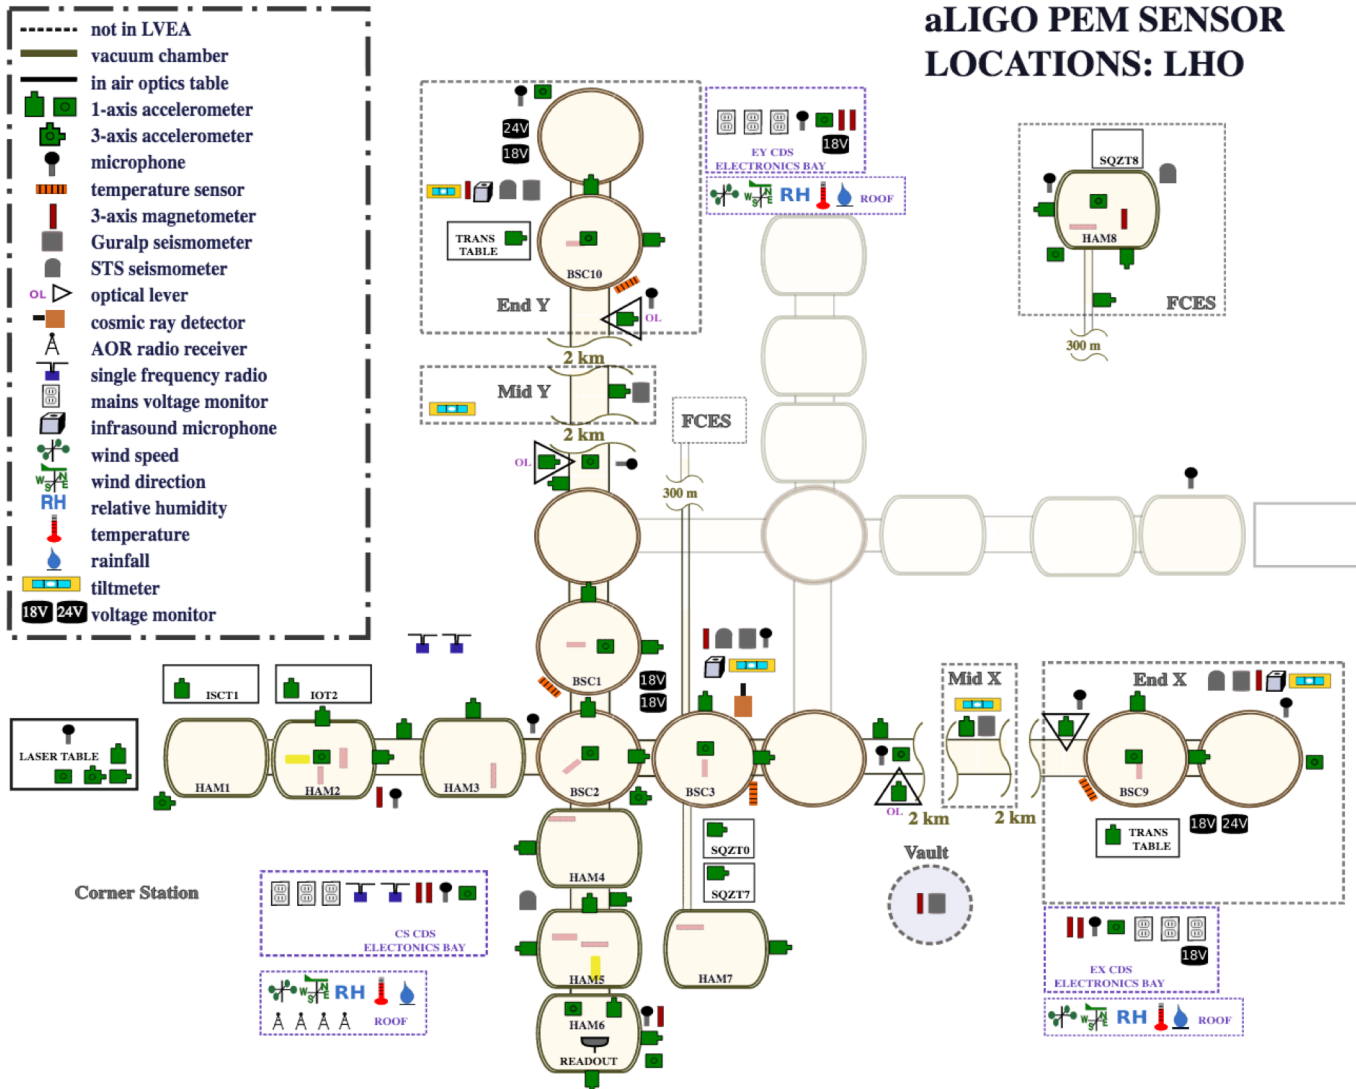 aLIGO PEM SENSOR
LOCATIONS: LHO
not in LVEA
vacuum chamber
in air optics table
1-axis accelerometer
3-axis accelerometer
microphone
temperature sensor
3-axis magnetometer
Guralp seismometer
STS seismometer
OL optical lever
cosmic ray detector
AOR radio receiver
single frequency radio
mains voltage monitor
infrasound microphone
wind speed
W S N E wind direction
RH relative humidity
temperature
rainfall
tiltmeter
18V 24V voltage monitor
24V
18V
TRANS
TABLE
BSC10
End Y
OL
2 km
18V
EY CDS
ELECTRONICS BAY
W S N E RH ROOF
SQZT8
HAM8
FCES
300 m
Mid Y
2 km
FCES
300 m
OL
BSC1
18V
18V
ISCT1
IOT2
LASER TABLE
HAM1
HAM2
HAM3
BSC2
BSC3
OL
2 km
Mid X
2 km
End X
BSC9
18V 24V
TRANS
TABLE
SQZT0
SQZT7
HAM4
HAM5
HAM6
READOUT
HAM7
Vault
Corner Station
CS CDS
ELECTONICS BAY
W S N E RH
ROOF
18V
EX CDS
ELECTRONICS BAY
W S N E RH ROOF